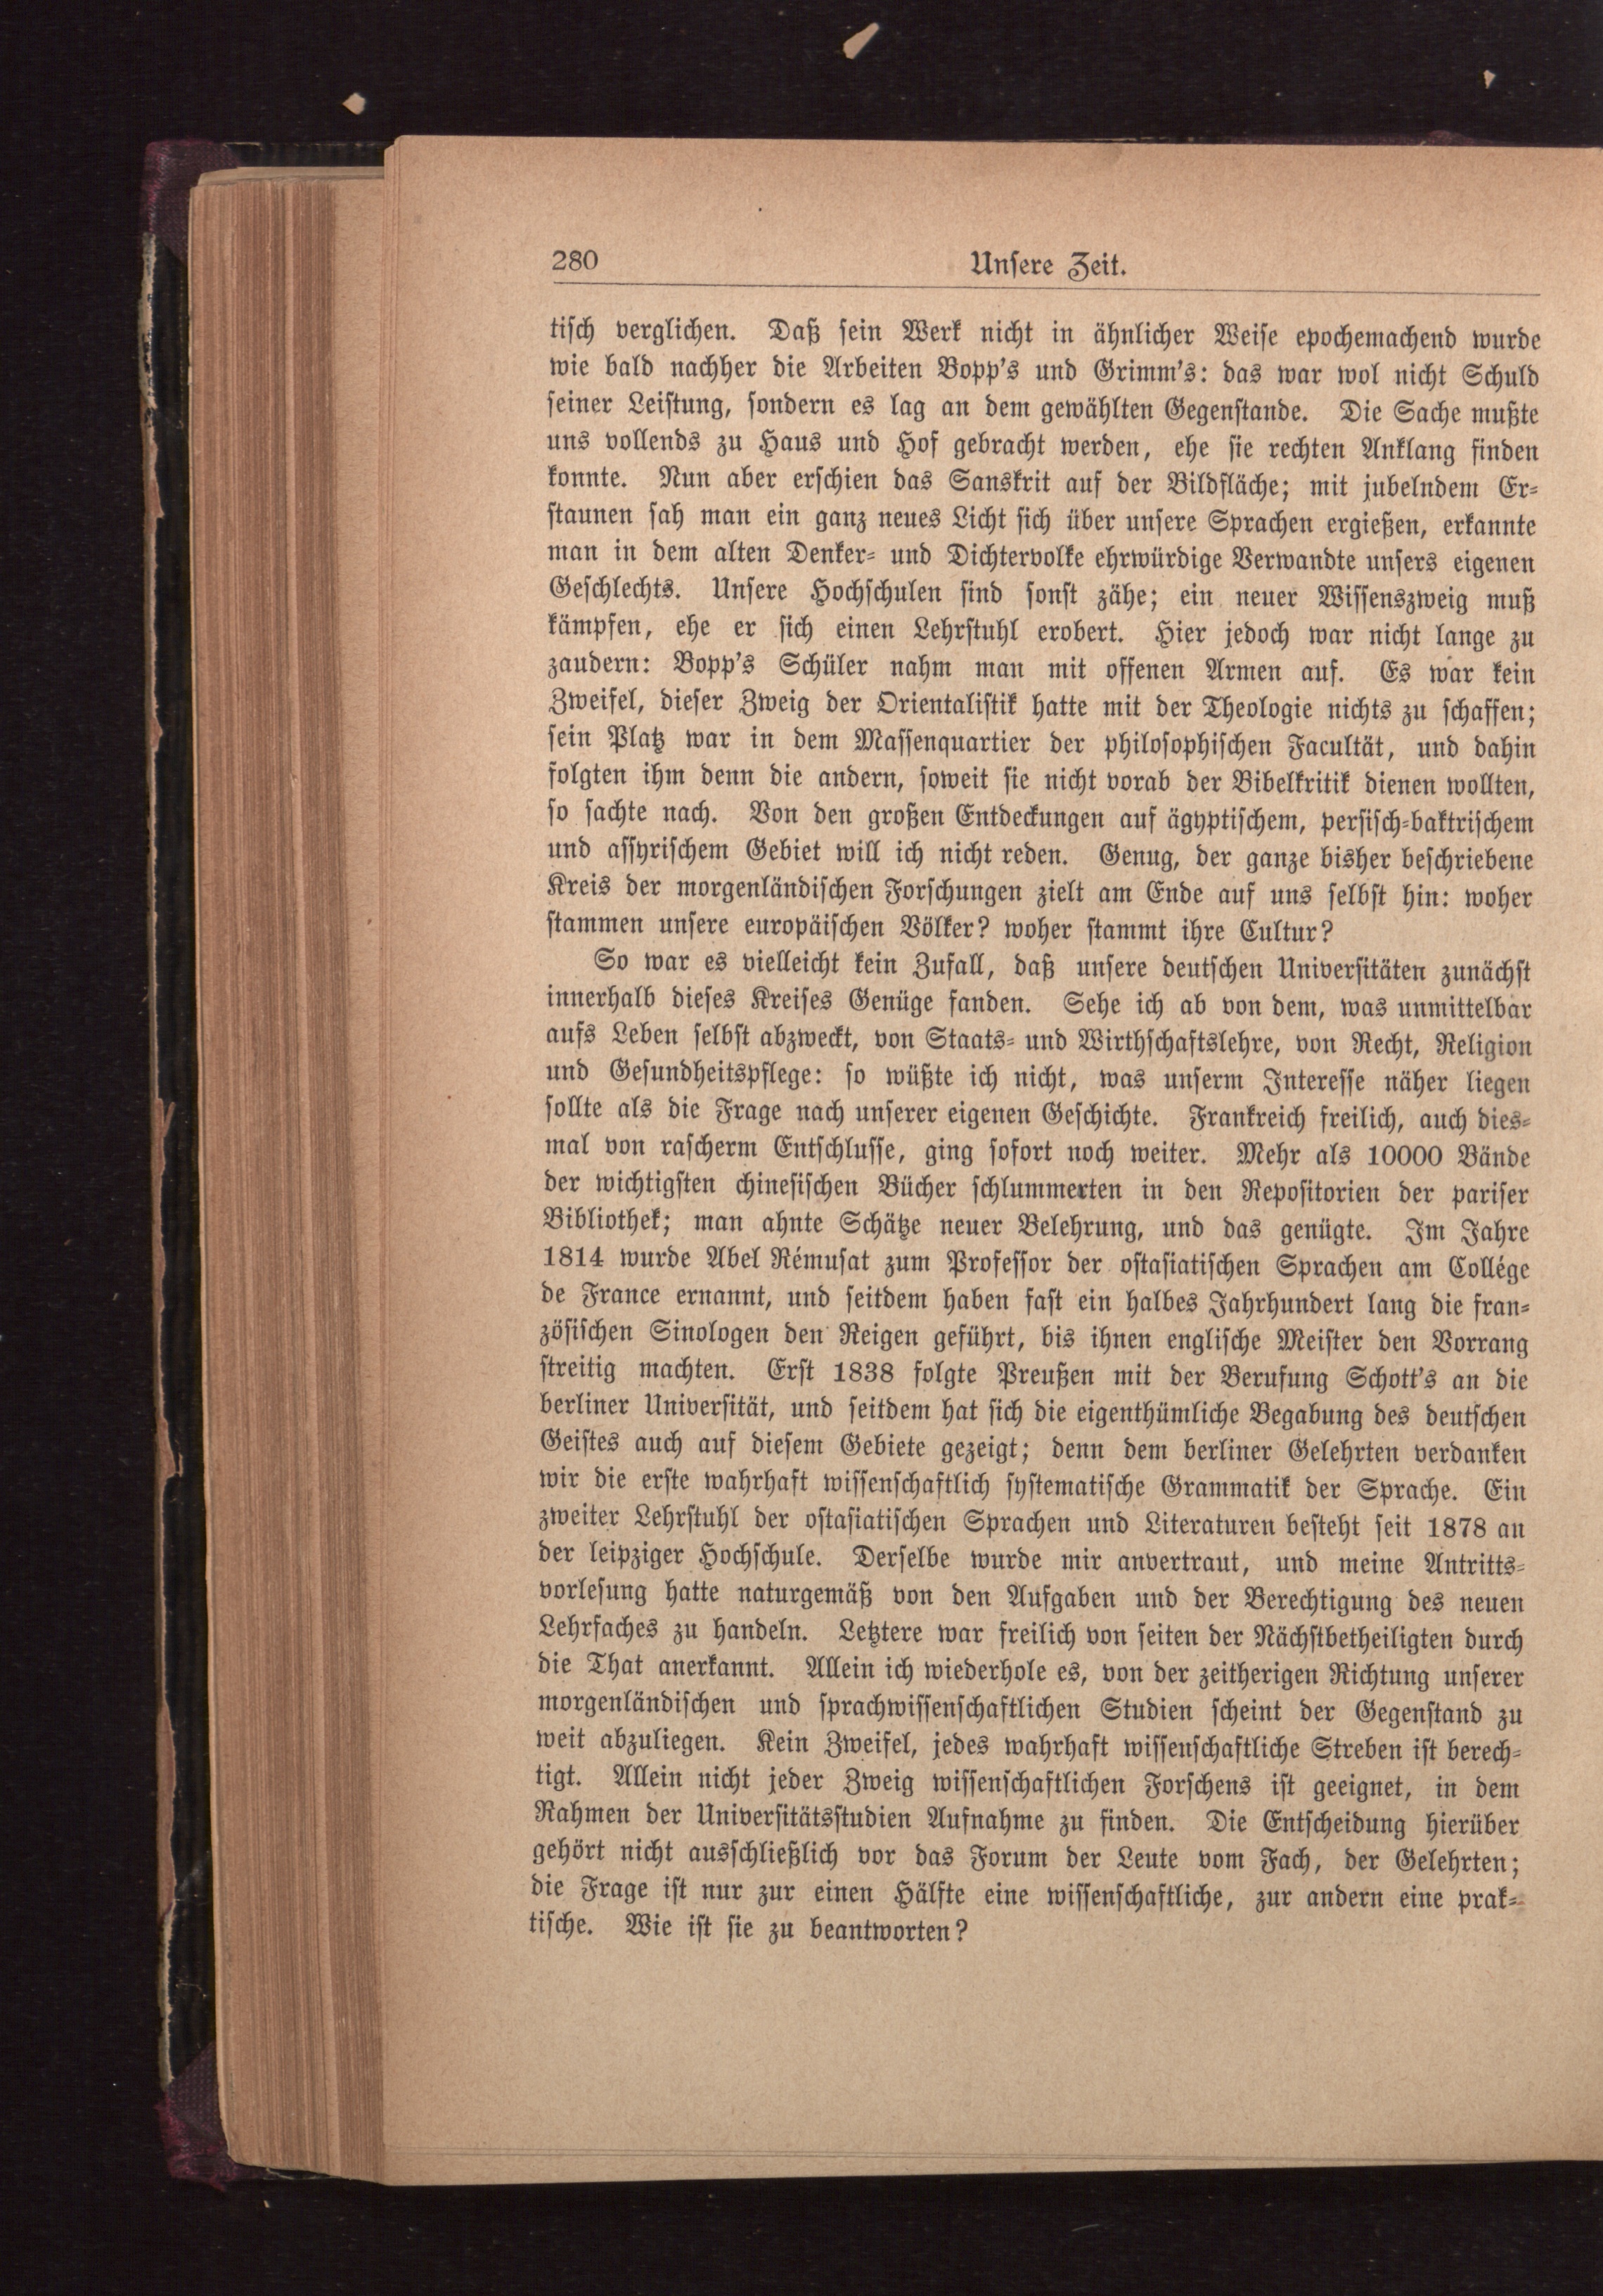 280
Unsere Zeit.
tisch verglichen. Daß sein Werk nicht in ähnlicher Weise epochemachend wurde
wie bald nachher die Arbeiten Bopp's und Grimm's: das war wol nicht Schuld
seiner Leistung, sondern es lag an dem gewählten Gegenstande. Die Sache mußte
uns vollends zu Haus und Hof gebracht werden, ehe sie rechten Anklang finden
konnte. Nun aber erschien das Sanskrit auf der Bildfläche; mit jubelndem Er-
staunen sah man ein ganz neues Licht sich über unsere Sprachen ergießen, erkannte
man in dem alten Denker- und Dichtervolke ehrwürdige Verwandte unsers eigenen
Geschlechts. Unsere Hochschulen sind sonst zähe; ein neuer Wissenszweig muß
kämpfen, ehe er sich einen Lehrstuhl erobert. Hier jedoch war nicht lange zu
zaudern: Bopp's Schüler nahm man mit offenen Armen auf. Es war kein
Zweifel, dieser Zweig der Orientalistik hatte mit der Theologie nichts zu schaffen;
sein Platz war in dem Massenquartier der philosophischen Facultät, und dahin
folgten ihm denn die andern, soweit sie nicht vorab der Bibelkritik dienen wollten,
so sachte nach. Von den großen Entdeckungen auf ägyptischem, persisch-baktrischem
und assyrischem Gebiet will ich nicht reden. Genug, der ganze bisher beschriebene
Kreis der morgenländischen Forschungen zielt am Ende auf uns selbst hin: woher
stammen unsere europäischen Völker? woher stammt ihre Cultur?
So war es vielleicht kein Zufall, daß unsere deutschen Universitäten zunächst
innerhalb dieses Kreises Genüge fanden. Sehe ich ab von dem, was unmittelbar
aufs Leben selbst abzweckt, von Staats- und Wirthschaftslehre, von Recht, Religion
und Gesundheitspflege: so wüßte ich nicht, was unserm Interesse näher liegen
sollte als die Frage nach unserer eigenen Geschichte. Frankreich freilich, auch dies-
mal von rascherm Entschlusse, ging sofort noch weiter. Mehr als 10000 Bände
der wichtigsten chinesischen Bücher schlummerten in den Repositorien der pariser
Bibliothek; man ahnte Schätze neuer Belehrung, und das genügte. Im Jahre
1814 wurde Abel Rémusat zum Professor der ostasiatischen Sprachen am Collége
de France ernannt, und seitdem haben fast ein halbes Jahrhundert lang die fran-
zösischen Sinologen den Reigen geführt, bis ihnen englische Meister den Vorrang
streitig machten. Erst 1838 folgte Preußen mit der Berufung Schott's an die
berliner Universität, und seitdem hat sich die eigenthümliche Begabung des deutschen
Geistes auch auf diesem Gebiete gezeigt; denn dem berliner Gelehrten verdanken
wir die erste wahrhaft wissenschaftlich systematische Grammatik der Sprache. Ein
zweiter Lehrstuhl der ostasiatischen Sprachen und Literaturen besteht seit 1878 an
der leipziger Hochschule. Derselbe wurde mir anvertraut, und meine Antritts-
vorlesung hatte naturgemäß von den Aufgaben und der Berechtigung des neuen
Lehrfaches zu handeln. Letztere war freilich von seiten der Nächstbetheiligten durch
die That anerkannt. Allein ich wiederhole es, von der zeitherigen Richtung unserer
morgenländischen und sprachwissenschaftlichen Studien scheint der Gegenstand zu
weit abzuliegen. Kein Zweifel, jedes wahrhaft wissenschaftliche Streben ist berech-
tigt. Allein nicht jeder Zweig wissenschaftlichen Forschens ist geeignet, in dem
Rahmen der Universitätsstudien Aufnahme zu finden. Die Entscheidung hierüber
gehört nicht ausschließlich vor das Forum der Leute vom Fach, der Gelehrten;
die Frage ist nur zur einen Hälfte eine wissenschaftliche, zur andern eine prak-
tische. Wie ist sie zu beantworten?